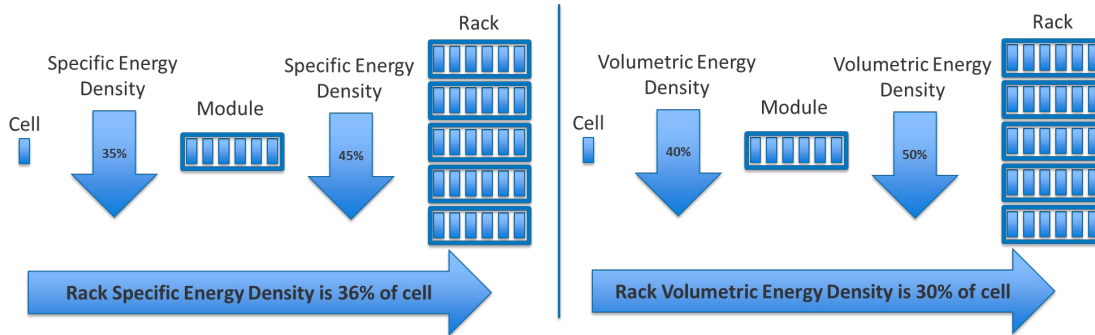 Rack
Specific Energy
Density
Specific Energy
Density
Module
Cell
35%
45%
Rack Specific Energy Density is 36% of cell
Rack
Volumetric Energy
Density
Volumetric Energy
Density
Module
Cell
40%
50%
Rack Volumetric Energy Density is 30% of cell